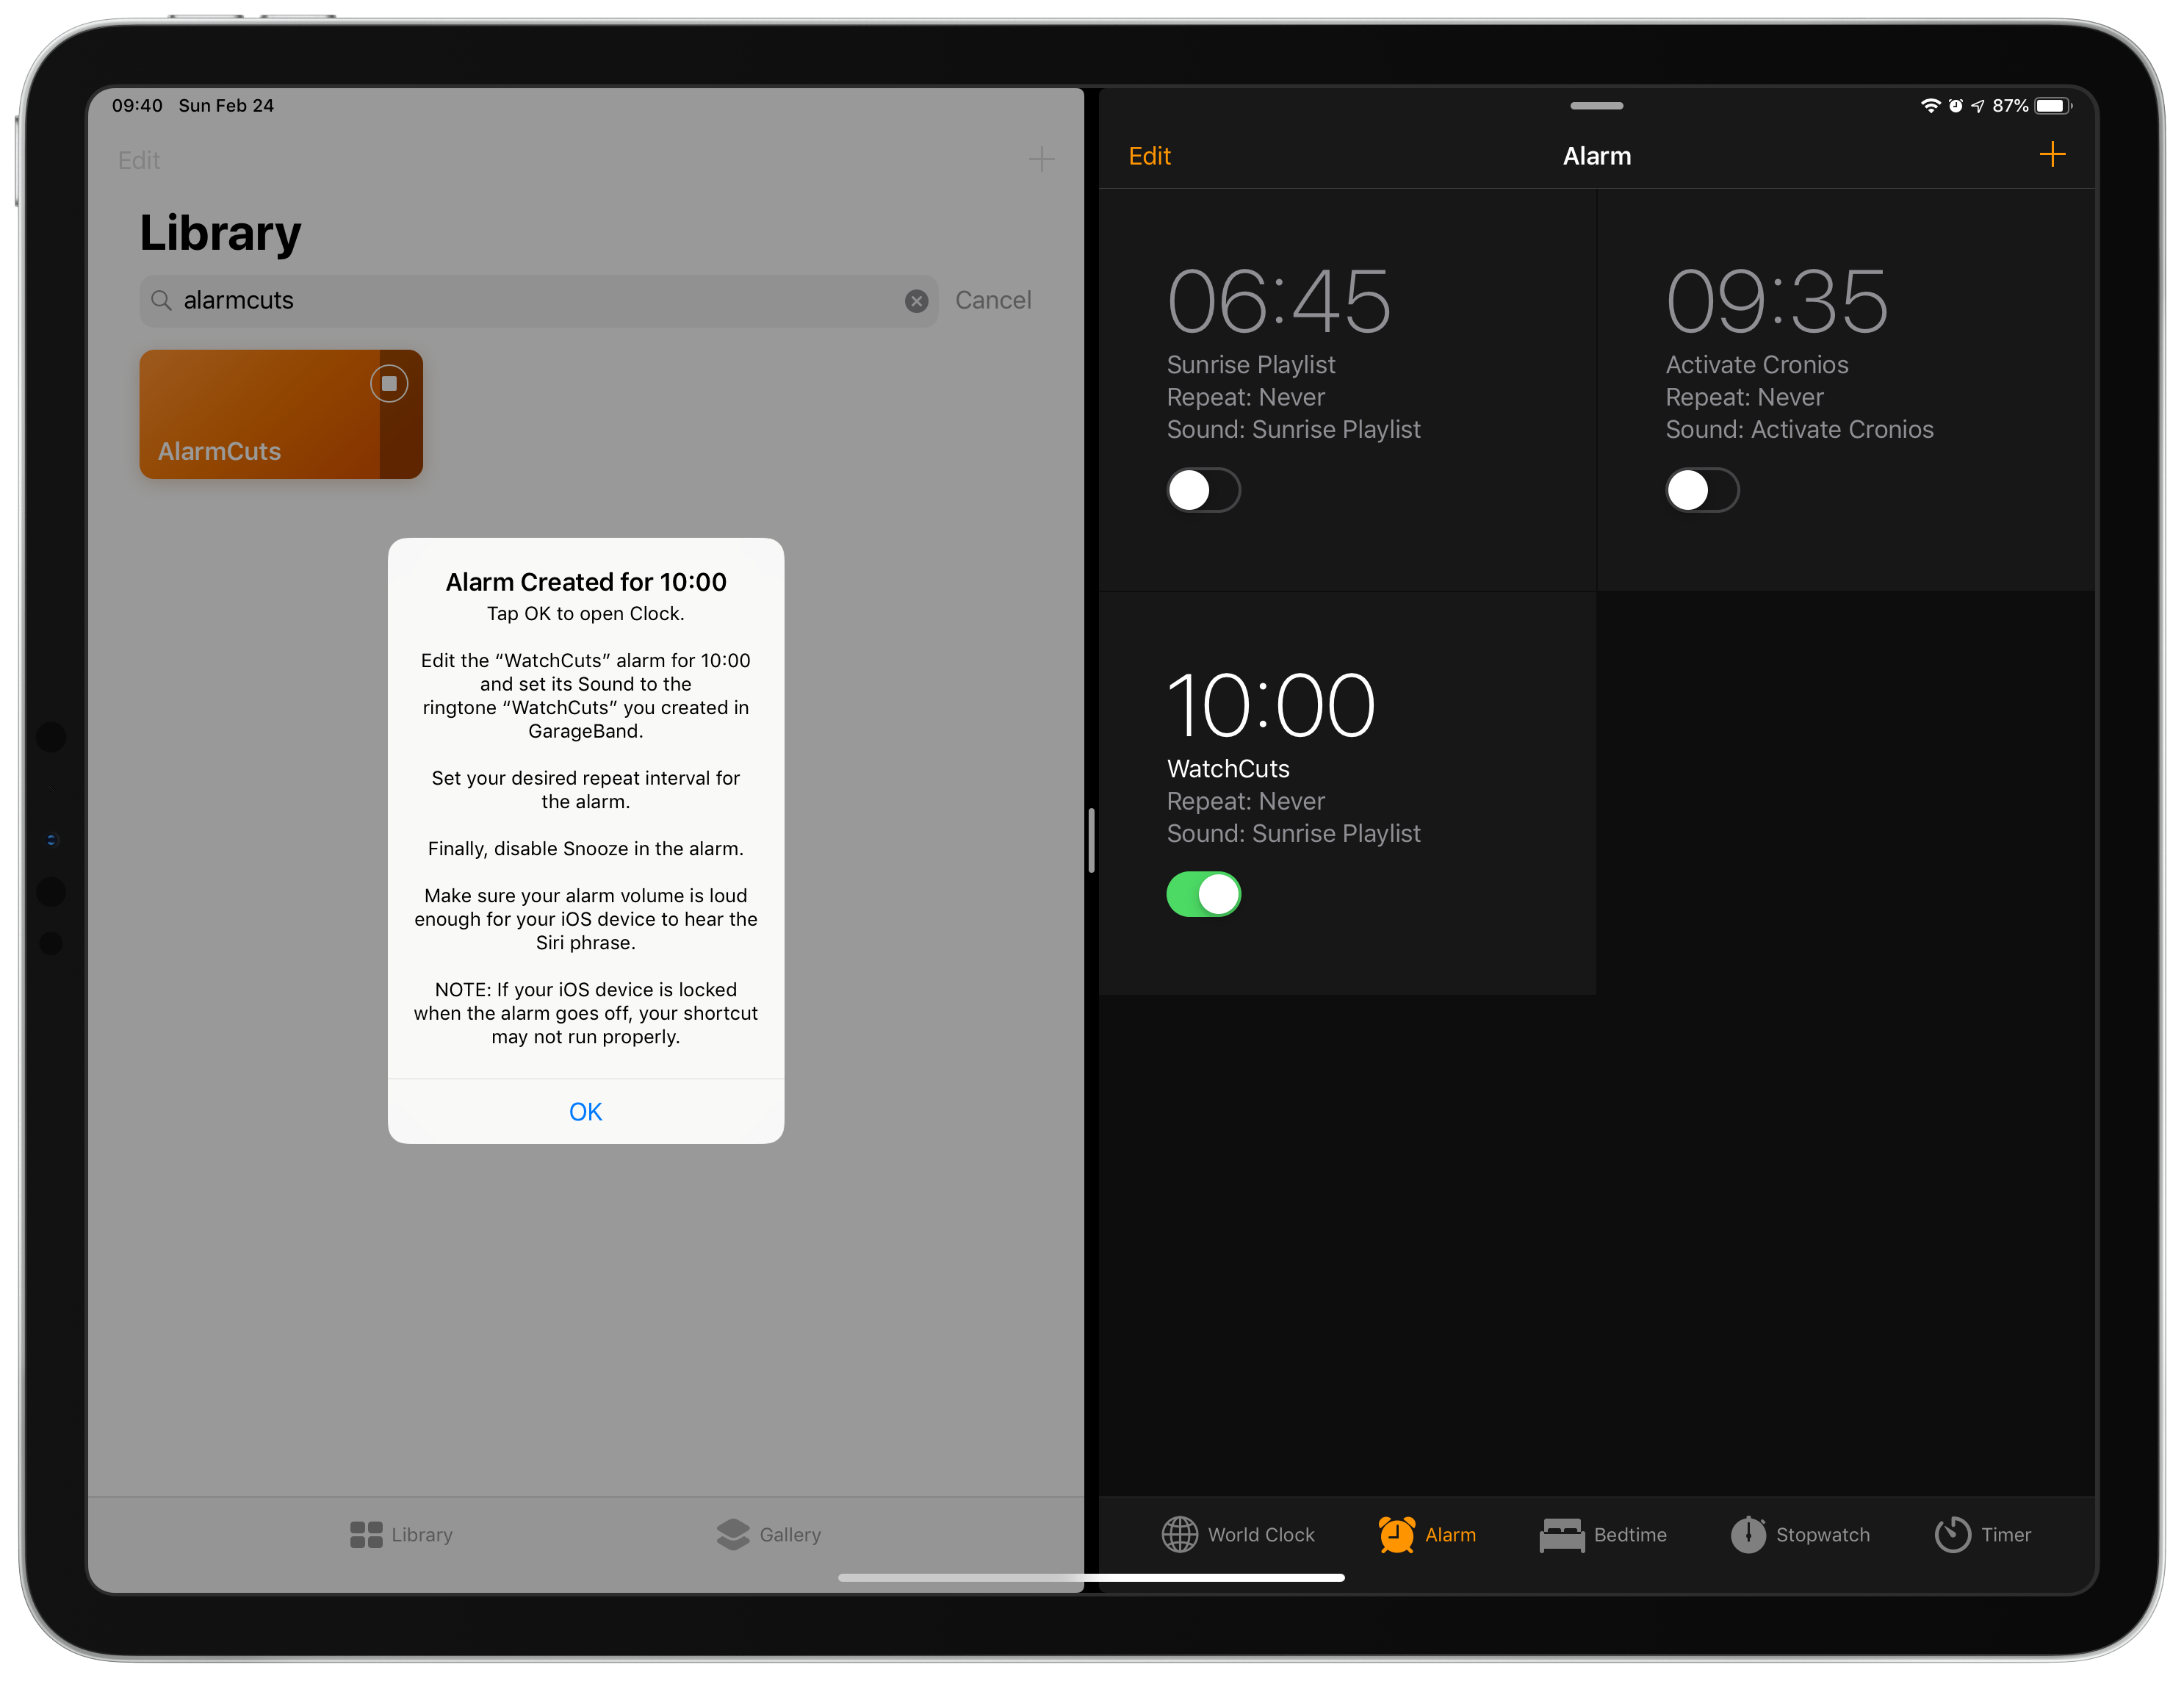 09:40 Sun Feb 24
Edit
Library
alarmcuts
Cancel
AlarmCuts
Alarm Created for 10:00
Tap OK to open Clock.
Edit the “WatchCuts” alarm for 10:00
and set its Sound to the
ringtone “WatchCuts” you created in
GarageBand.
Set your desired repeat interval for
the alarm.
Finally, disable Snooze in the alarm.
Make sure your alarm volume is loud
enough for your iOS device to hear the
Siri phrase.
NOTE: If your iOS device is locked
when the alarm goes off, your shortcut
may not run properly.
OK
Library
Gallery
87%
Edit
Alarm
06:45
Sunrise Playlist
Repeat: Never
Sound: Sunrise Playlist
09:35
Activate Cronios
Repeat: Never
Sound: Activate Cronios
10:00
WatchCuts
Repeat: Never
Sound: Sunrise Playlist
World Clock
Alarm
Bedtime
Stopwatch
Timer